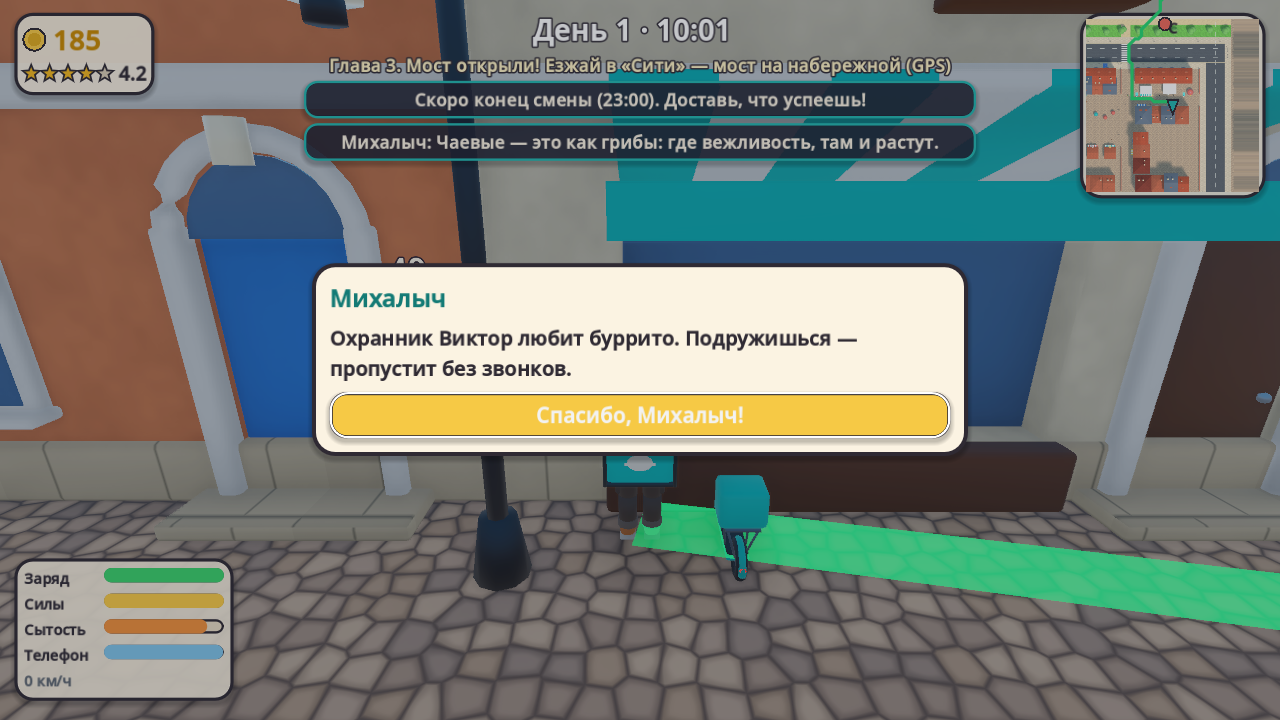 185
4.2
День 1 · 10:01
Глава 3. Мост открыли! Езжай в «Сити» — мост на набережной (GPS)
Скоро конец смены (23:00). Доставь, что успеешь!
Михалыч: Чаевые — это как грибы: где вежливость, там и растут.
Михалыч
Охранник Виктор любит буррито. Подружишься —
пропустит без звонков.
Спасибо, Михалыч!
Заряд
Силы
Сытость
Телефон
0 км/ч